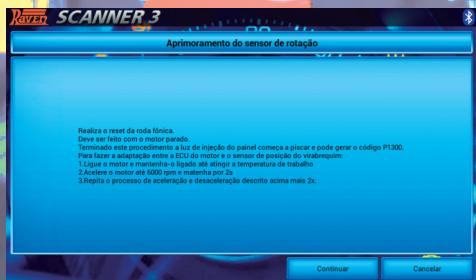 Raven SCANNER 3
Aprimoramento do sensor de rotação
Realiza o reset da roda fônica.
Deve ser feito com o motor parado.
Terminado este procedimento a luz de injeção do painel começa a piscar e pode gerar o código P1300.
Para fazer a adaptação entre a ECU do motor e o sensor de posição do virabrequim:
1.Ligue o motor e mantenha-o ligado até atingir a temperatura de trabalho
2.Acelere o motor até 6000 rpm e matenha por 2s
3.Repita o processo de aceleração e desaceleração descrito acima mais 2x.
Continuar Cancelar